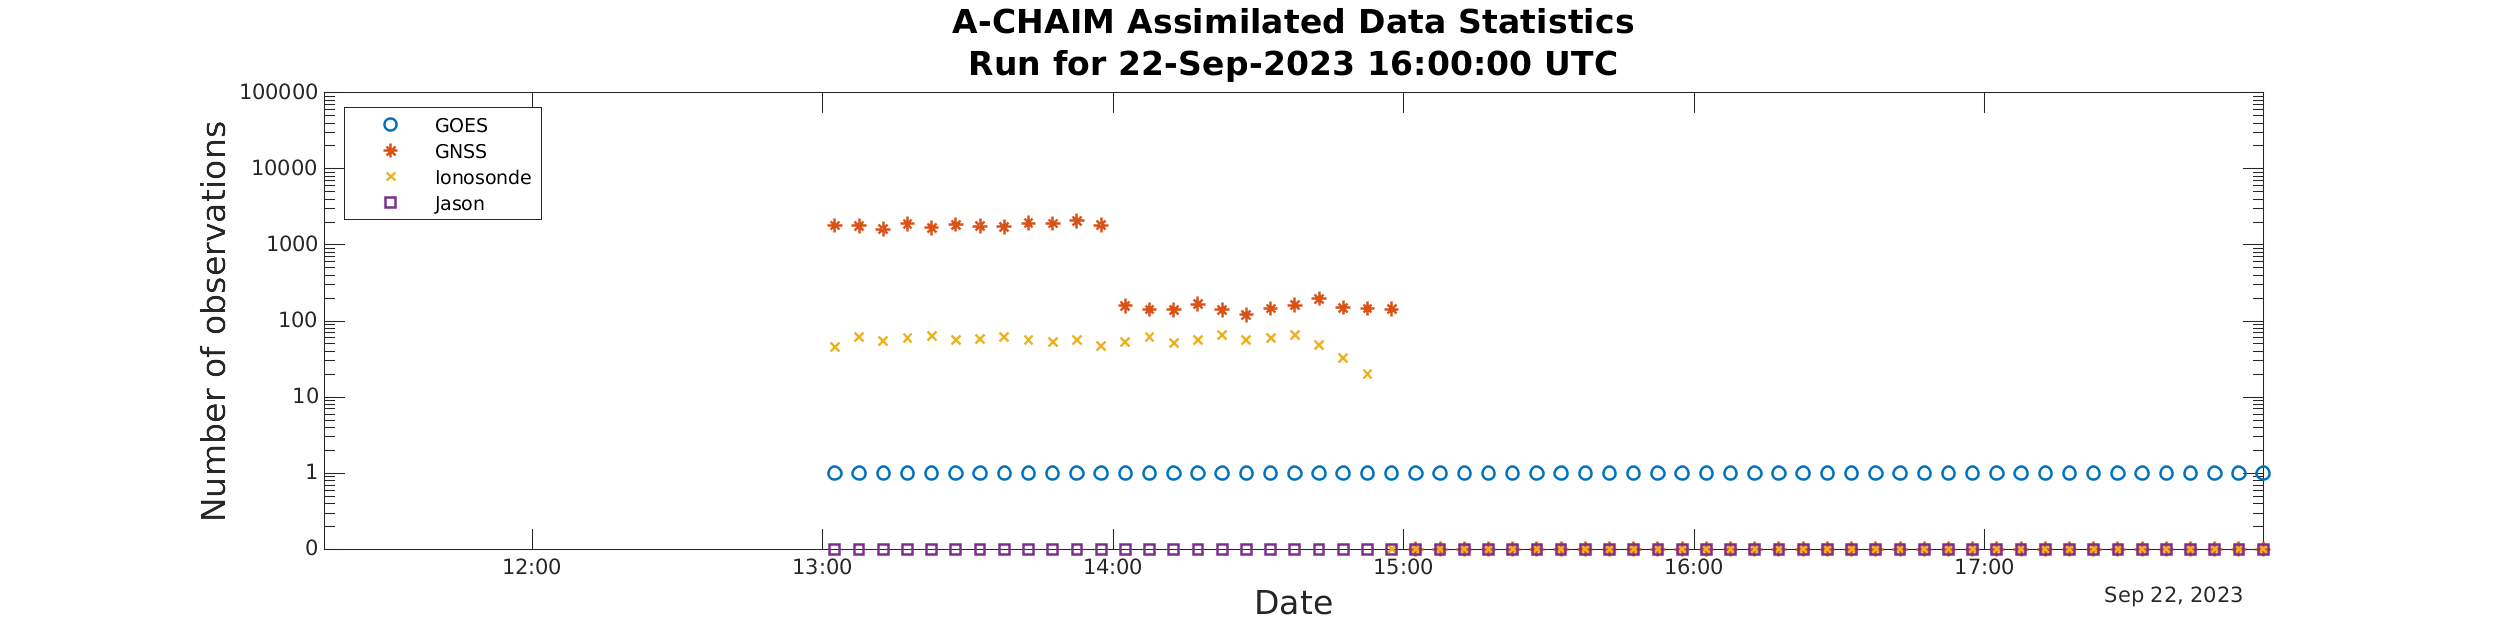 A-CHAIM Assimilated Data Statistics
Run for 22-Sep-2023 16:00:00 UTC
Number of observations
100000
10000
1000
100
10
1
0
GOES
GNSS
Ionosonde
Jason
12:00 13:00 14:00 15:00 16:00 17:00
Sep 22, 2023
Date